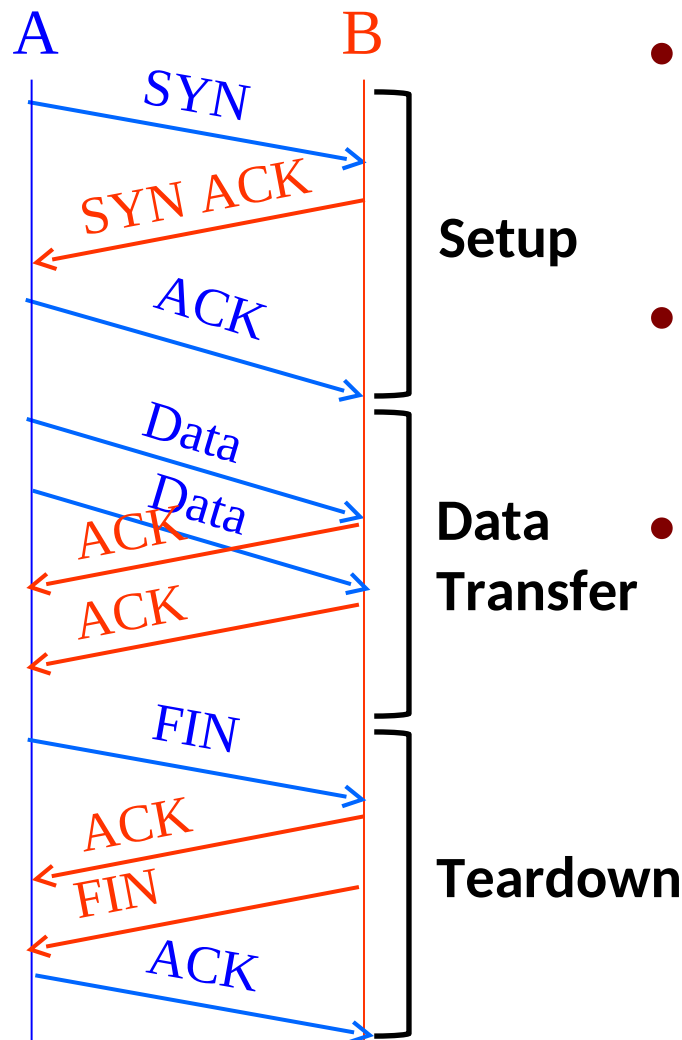 A
B
SYN
SYN ACK
Setup
ACK
Data
Data
ACK
Data
Transfer
ACK
FIN
ACK
Teardown
FIN
ACK